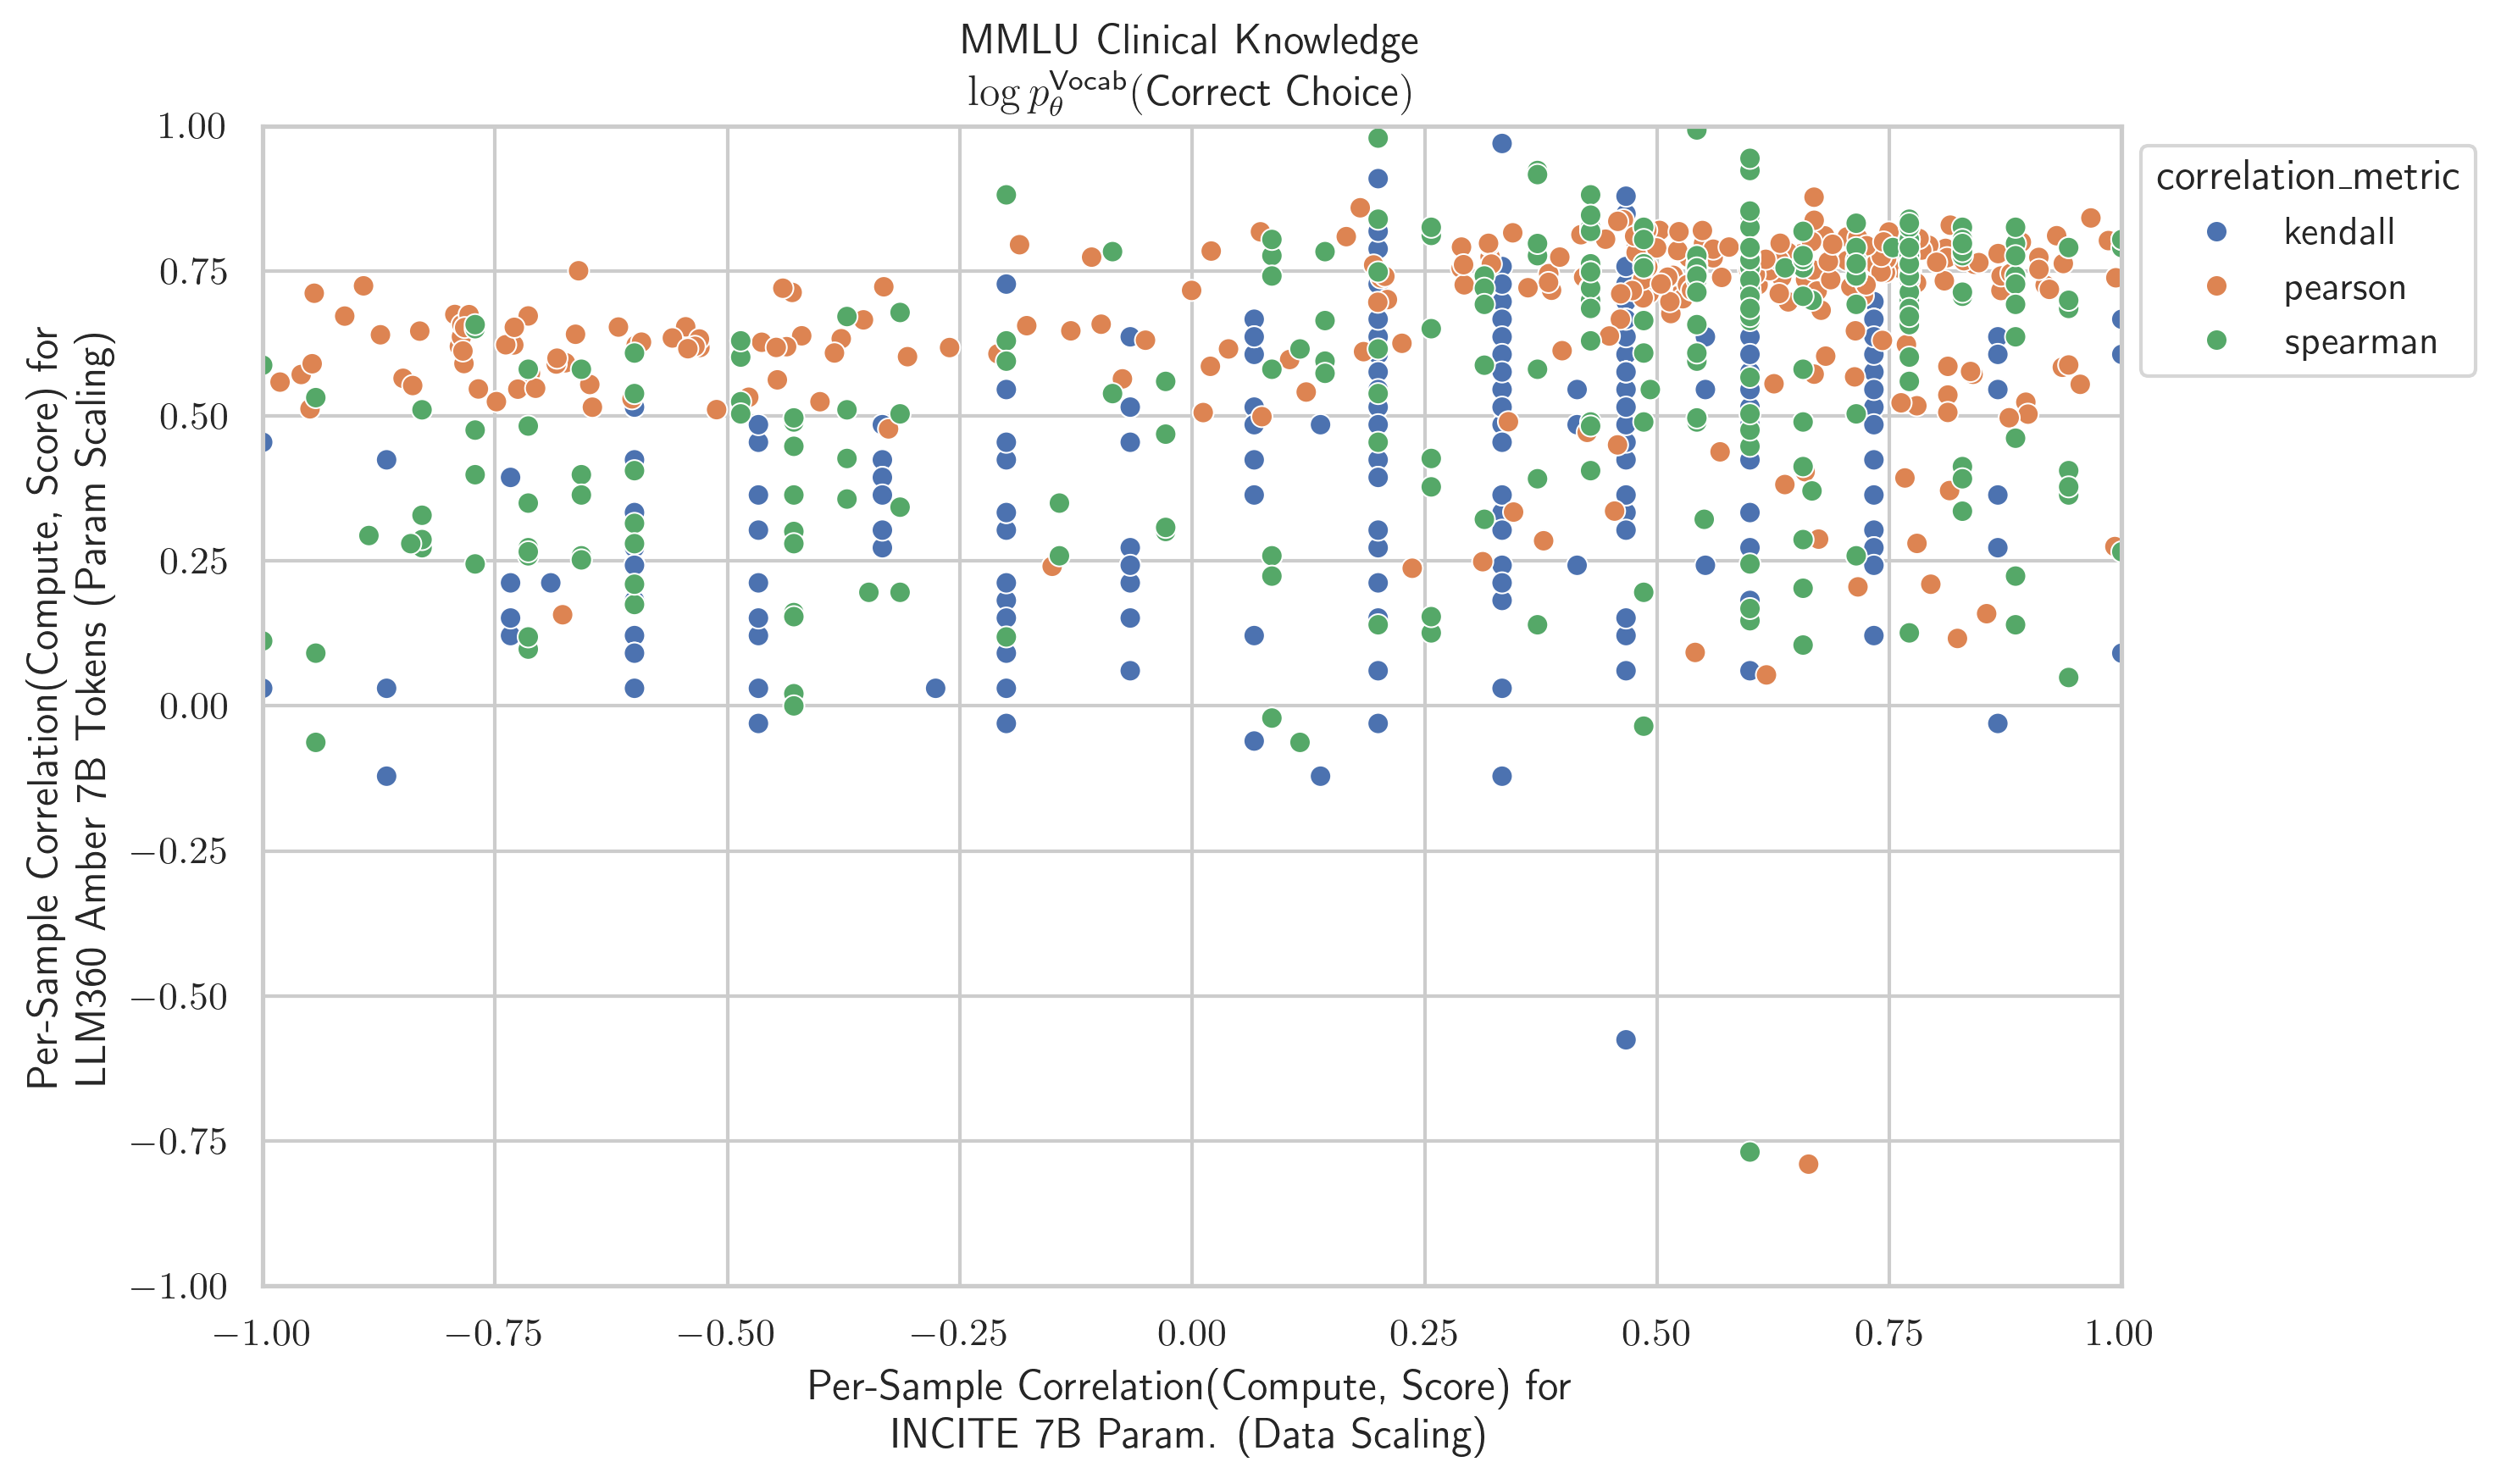 MMLU Clinical Knowledge
log p_θ^Vocab(Correct Choice)
1.00
0.75
0.50
0.25
0.00
−0.25
−0.50
−0.75
−1.00
Per-Sample Correlation(Compute, Score) for
LLM360 Amber 7B Tokens (Param Scaling)
correlation_metric
kendall
pearson
spearman
−1.00 −0.75 −0.50 −0.25 0.00 0.25 0.50 0.75 1.00
Per-Sample Correlation(Compute, Score) for
INCITE 7B Param. (Data Scaling)